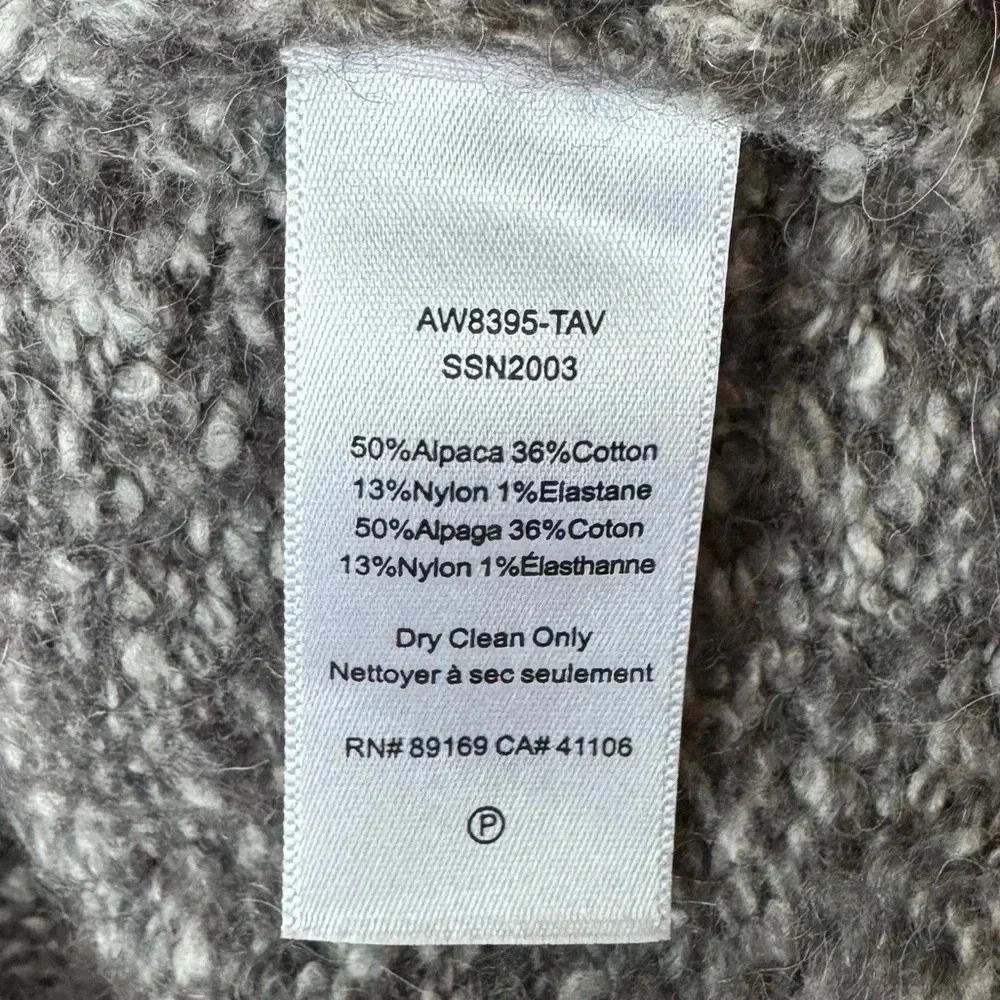 AW8395-TAV
SSN2003
50%Alpaca 36%Cotton
13%Nylon 1%Elastane
50%Alpaga 36%Coton
13%Nylon 1%Élasthanne
Dry Clean Only
Nettoyer à sec seulement
RN# 89169 CA# 41106
P